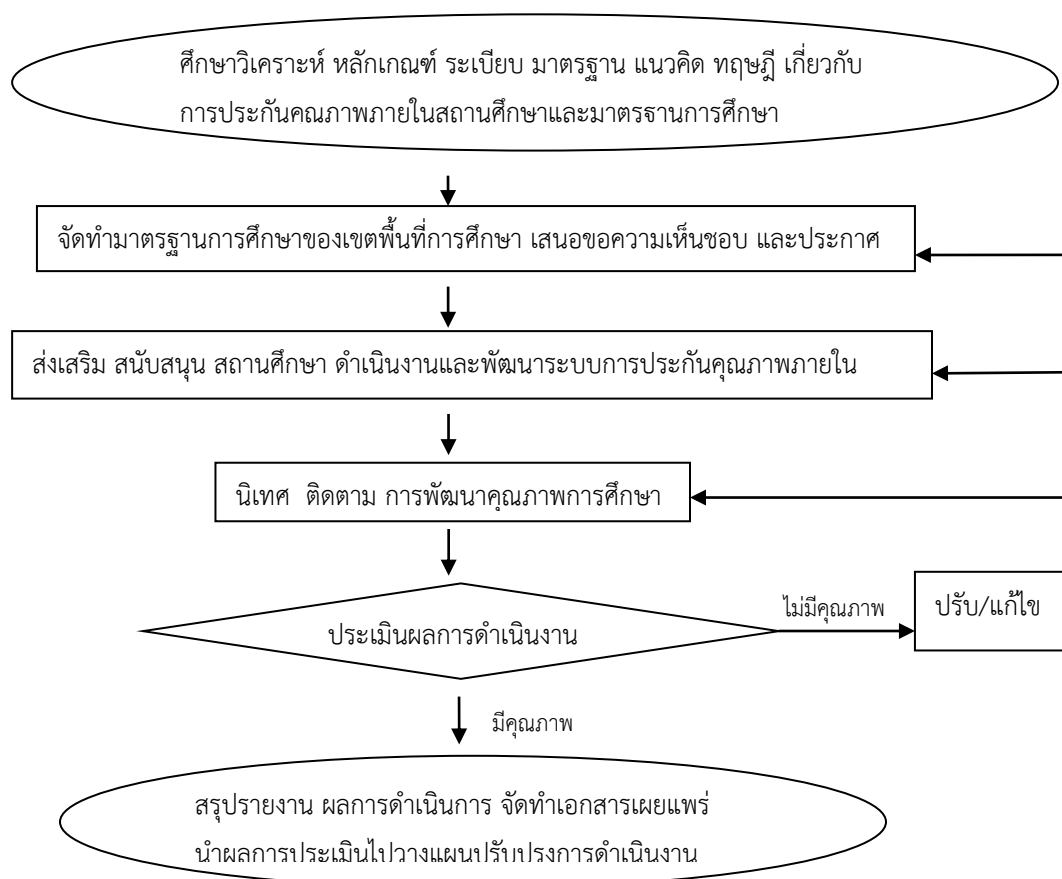 ศึกษาวิเคราะห์ หลักเกณฑ์ ระเบียบ มาตรฐาน แนวคิด ทฤษฎี เกี่ยวกับ
การประกันคุณภาพภายในสถานศึกษาและมาตรฐานการศึกษา
จัดทำมาตรฐานการศึกษาของเขตพื้นที่การศึกษา เสนอขอความเห็นชอบ และประกาศ
ส่งเสริม สนับสนุน สถานศึกษา ดำเนินงานและพัฒนาระบบการประกันคุณภาพภายใน
นิเทศ ติดตาม การพัฒนาคุณภาพการศึกษา
ไม่มีคุณภาพ
ปรับ/แก้ไข
ประเมินผลการดำเนินงาน
มีคุณภาพ
สรุปรายงาน ผลการดำเนินการ จัดทำเอกสารเผยแพร่
นำผลการประเมินไปวางแผนปรับปรุงการดำเนินงาน